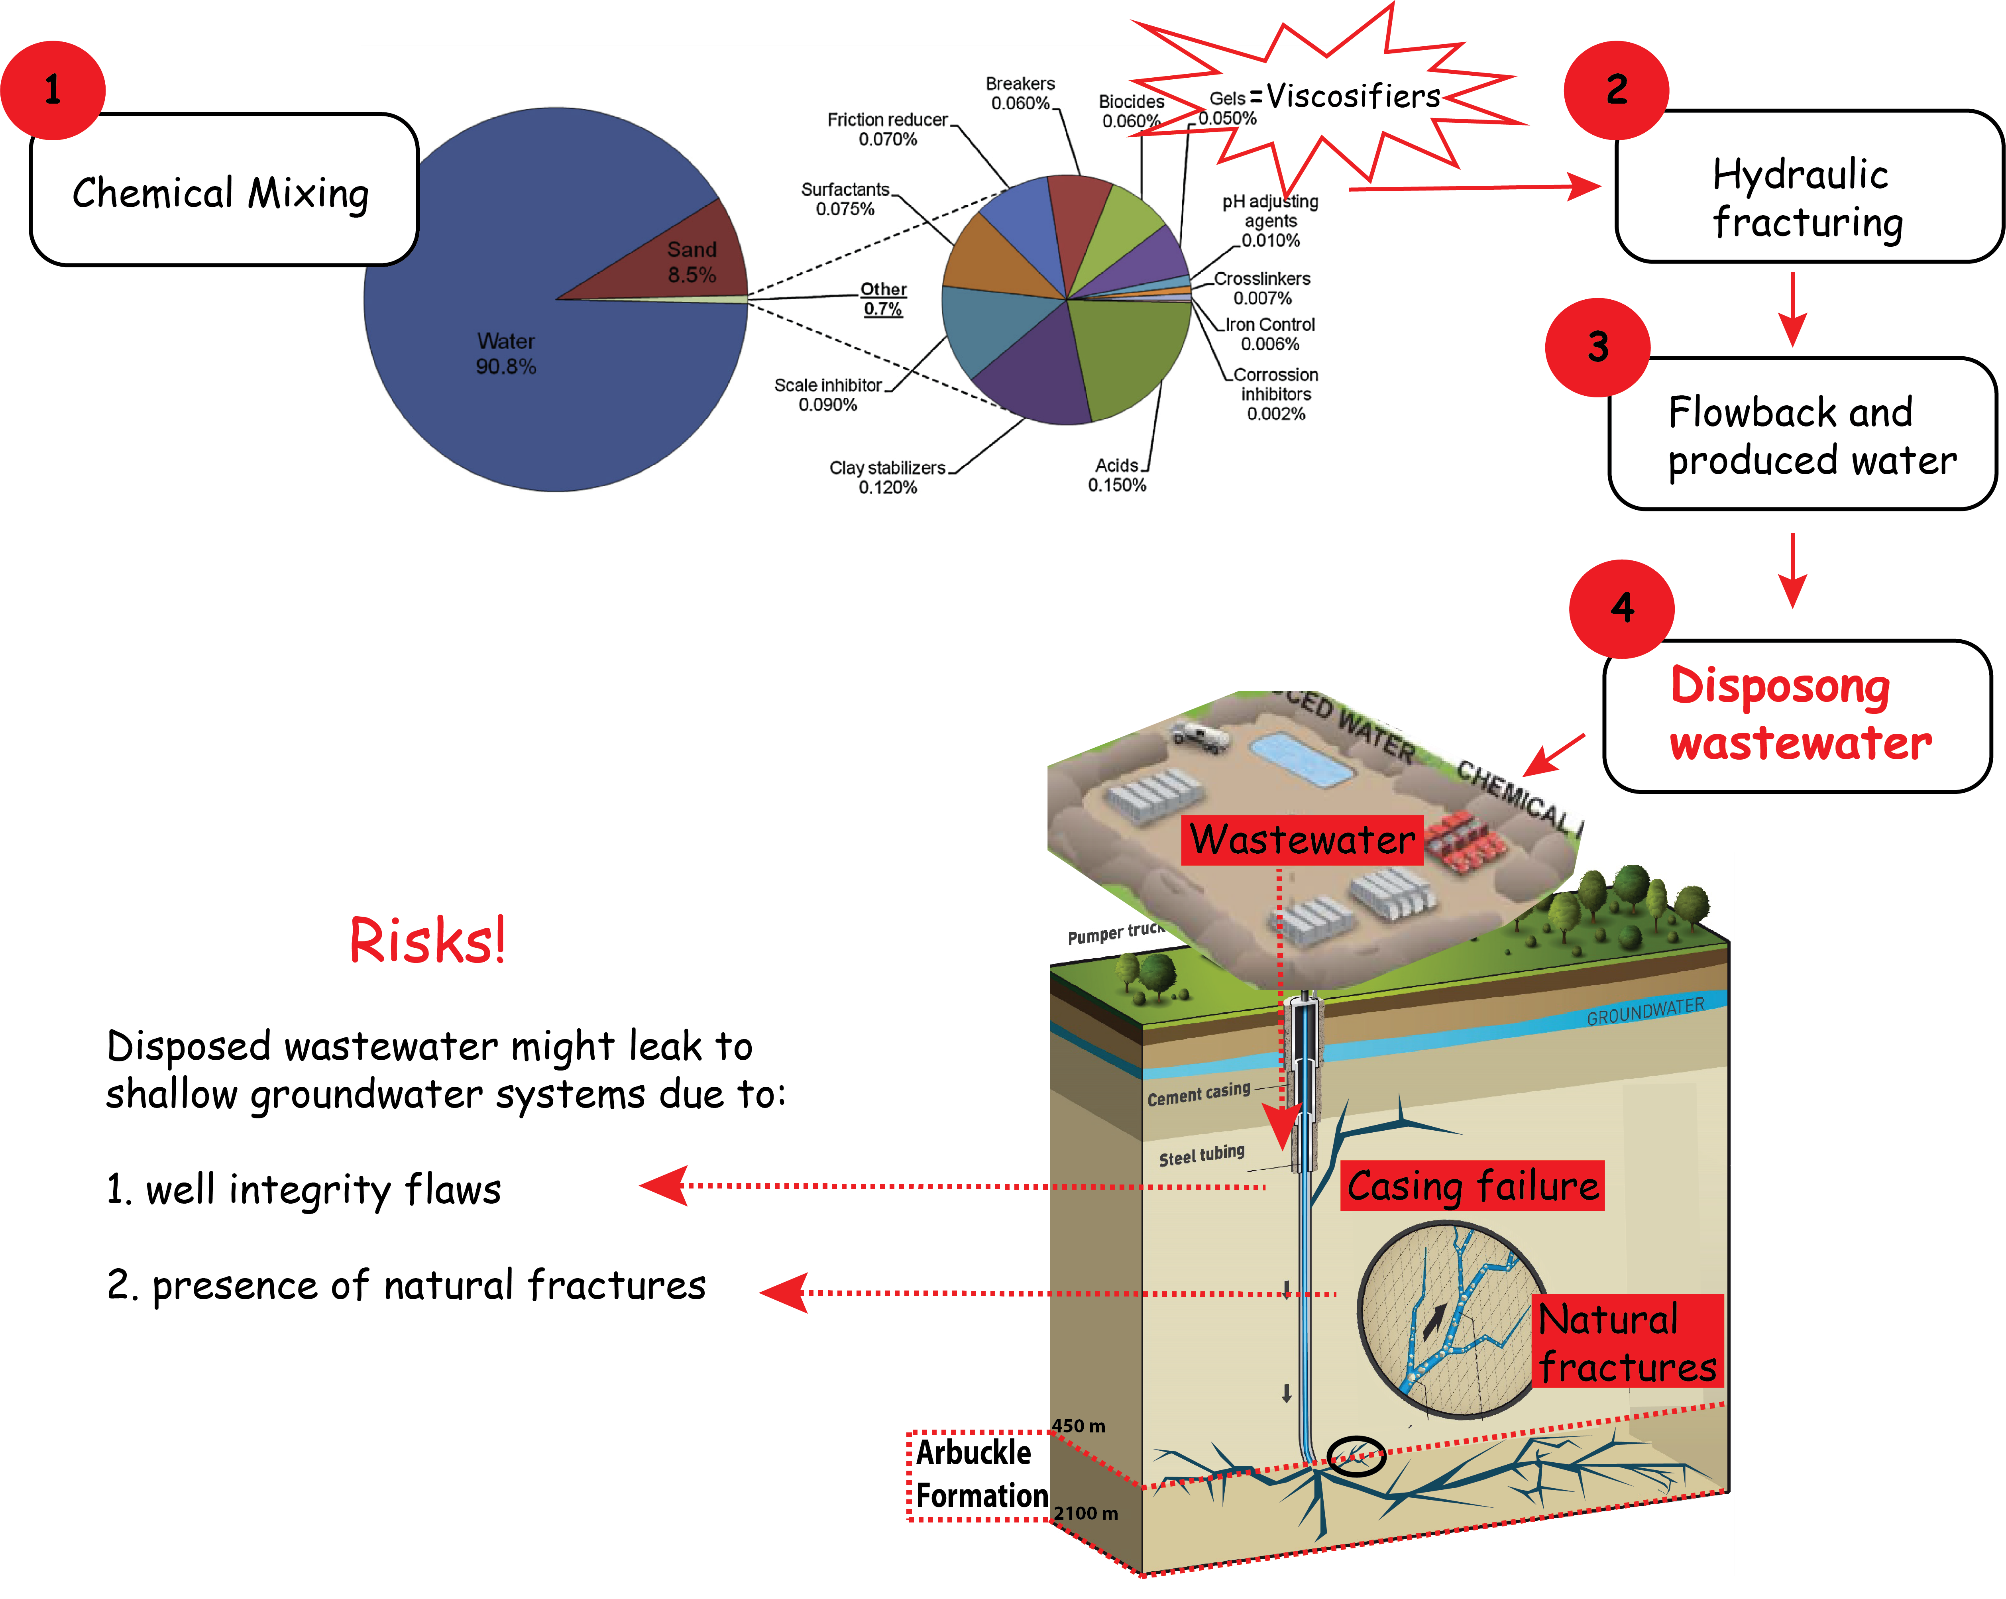 1
Chemical Mixing
Water
90.8%
Sand
8.5%
Other
0.7%
Breakers
0.060%
Friction reducer
0.070%
Surfactants
0.075%
Scale inhibitor
0.090%
Clay stabilizers
0.120%
Acids
0.150%
Biocides
0.060%
Gels =Viscosifiers
0.050%
pH adjusting
agents
0.010%
Crosslinkers
0.007%
Iron Control
0.006%
Corrossion
inhibitors
0.002%
2
Hydraulic
fracturing
3
Flowback and
produced water
4
Disposong
wastewater
CED WATER
CHEMICAL
Wastewater
Pumper truck
GROUNDWATER
Cement casing
Steel tubing
Casing failure
Natural
fractures
450 m
Arbuckle
Formation
2100 m
Risks!
Disposed wastewater might leak to
shallow groundwater systems due to:
1. well integrity flaws
2. presence of natural fractures